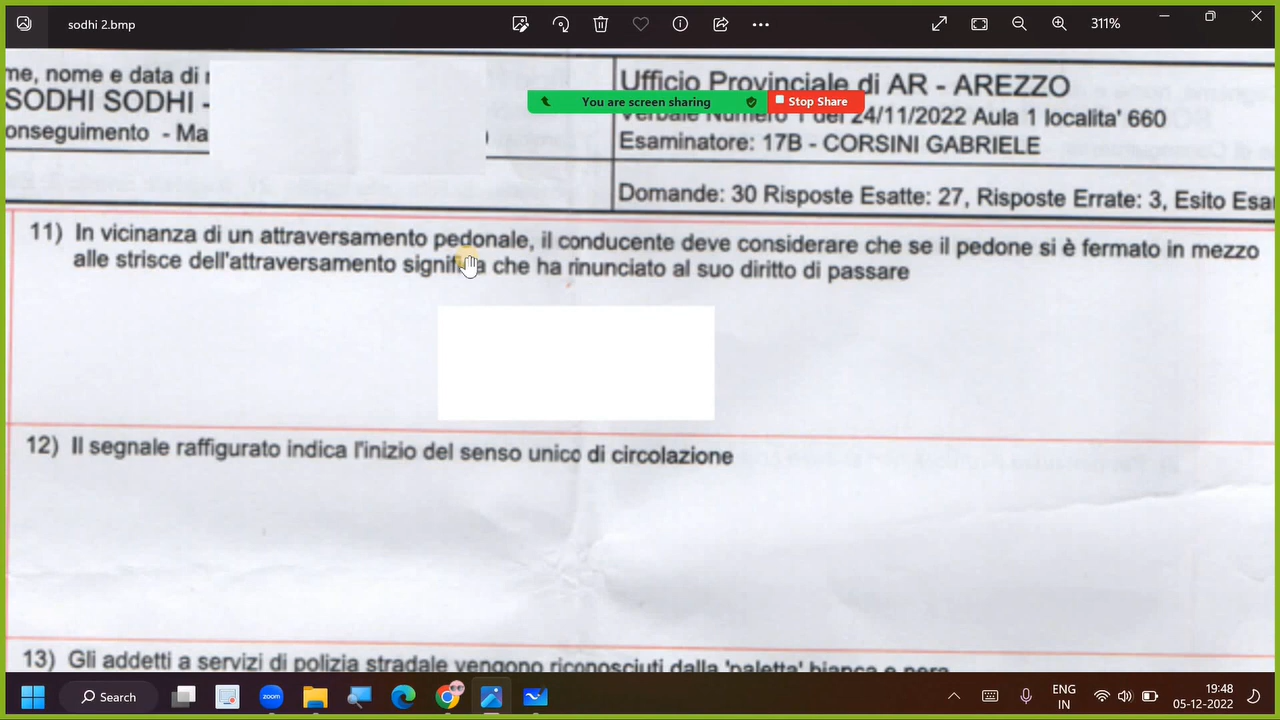 sodhi 2.bmp
311%
me, nome e data di
SODHI SODHI -
onseguimento - Ma
Ufficio Provinciale di AR - AREZZO
You are screen sharing
Stop Share
Verbale Numero 1 del 24/11/2022 Aula 1 localita' 660
Esaminatore: 17B - CORSINI GABRIELE
Domande: 30 Risposte Esatte: 27, Risposte Errate: 3, Esito Esa
11) In vicinanza di un attraversamento pedonale, il conducente deve considerare che se il pedone si è fermato in mezzo
alle strisce dell'attraversamento significa che ha rinunciato al suo diritto di passare
12) Il segnale raffigurato indica l'inizio del senso unico di circolazione
13) Gli addetti a servizi di polizia stradale vengono riconosciuti dalla 'paletta' bianca e nera
Search
zoom
ENG
IN
19:48
05-12-2022